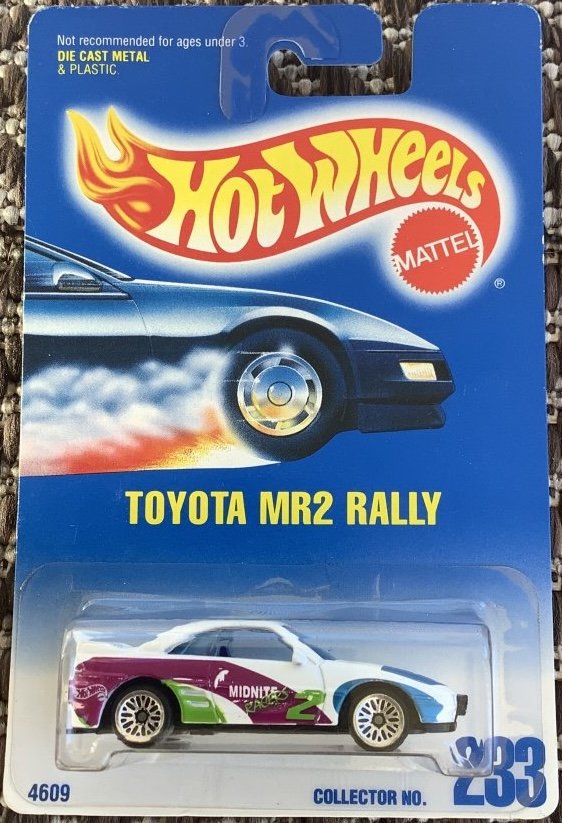 Not recommended for ages under 3.
DIE CAST METAL
& PLASTIC.
HOT WHEELS
MATTEL
®
TOYOTA MR2 RALLY
MIDNITE
RACERS
2
4609
COLLECTOR NO. 233